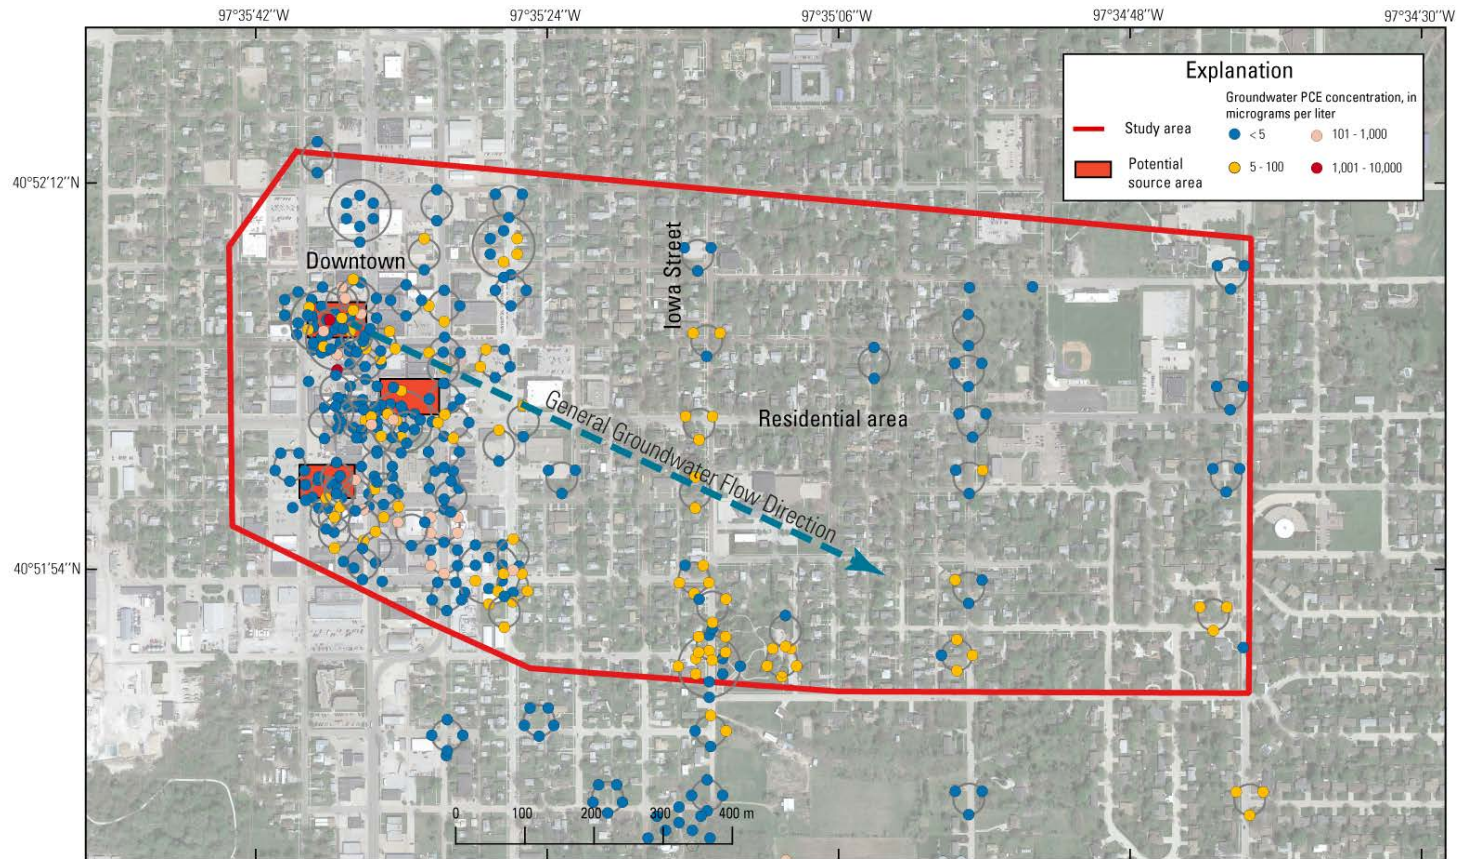 97°35'42"W
97°35'24"W
97°35'06"W
97°34'48"W
97°34'30"W
40°52'12"N
40°51'54"N
Explanation
Study area
Potential
source area
Groundwater PCE concentration, in
micrograms per liter
< 5
5 - 100
101 - 1,000
1,001 - 10,000
Downtown
Iowa Street
Residential area
General Groundwater Flow Direction
0
100
200
300
400 m